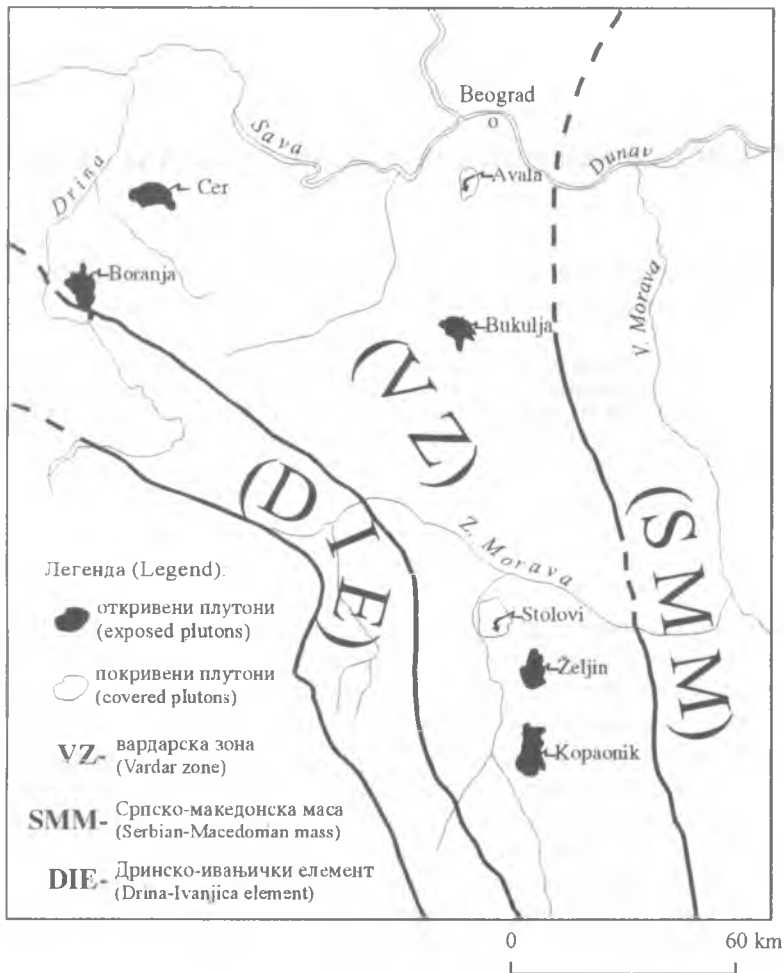 Beograd
Sava
Drina
Dunav
Avala
Cer
Boranja
V. Morava
Bukulja
(VZ)
(DIE)
(SMM)
Z. Morava
Stolovi
Željin
Kopaonik
Легенда (Legend):
откривени плутони
(exposed plutons)
покривени плутони
(covered plutons)
VZ- вардарска зона
(Vardar zone)
SMM- Српско-македонска маса
(Serbian-Macedonian mass)
DIE- Дринско-ивањички елемент
(Drina-Ivanjica element)
0 60 km